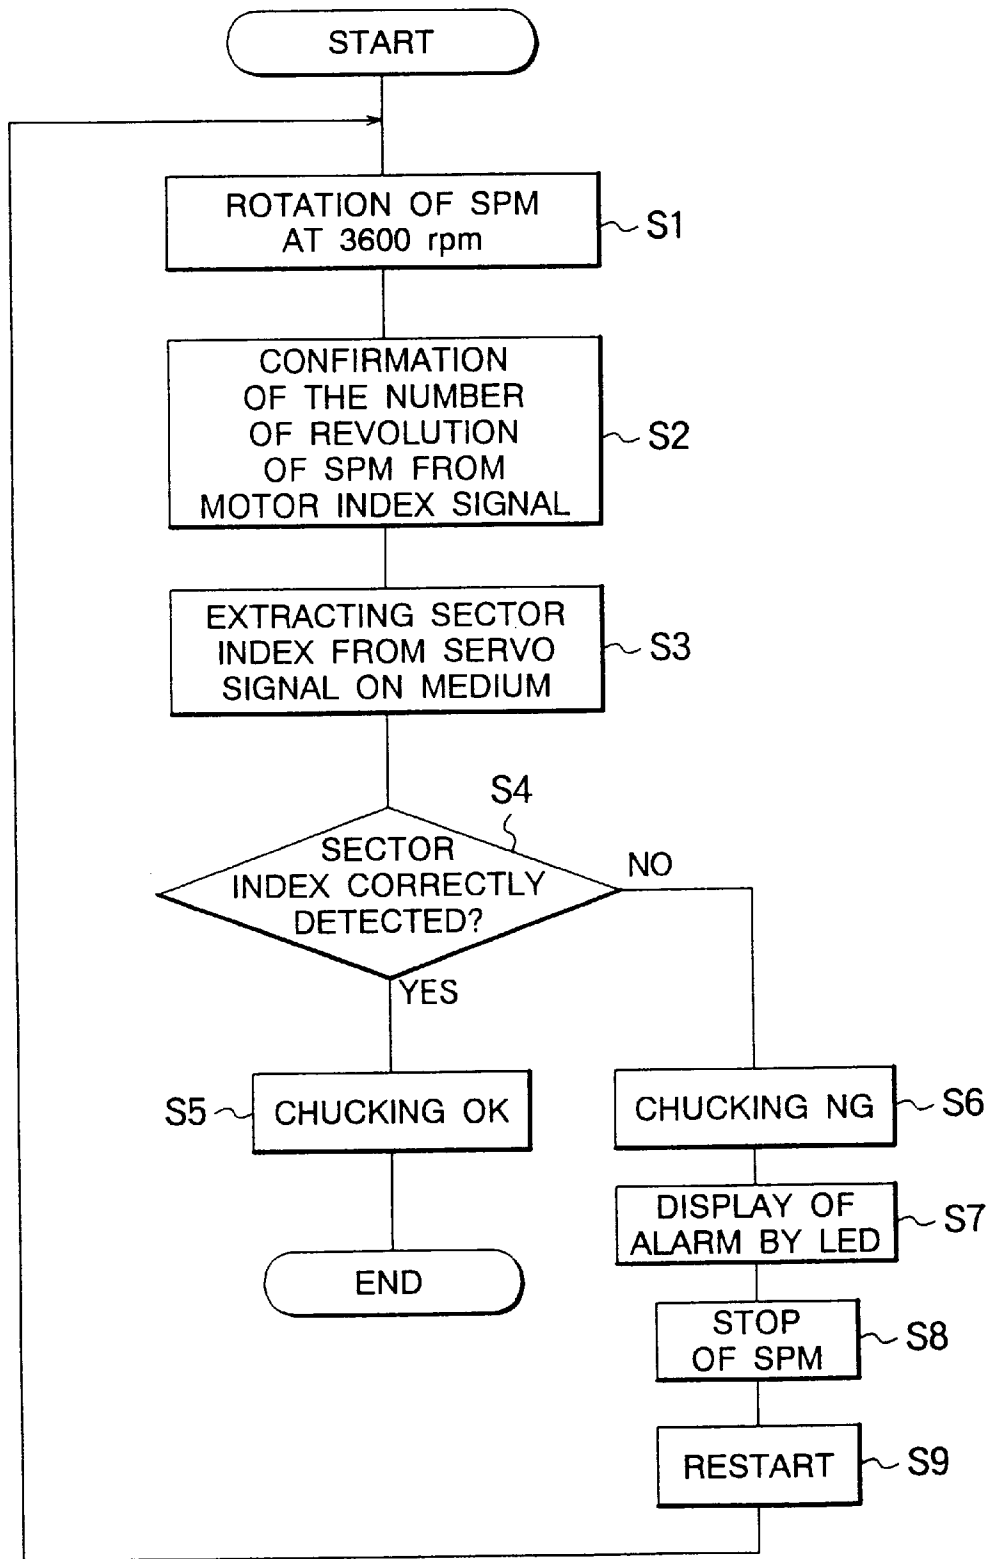 START
ROTATION OF SPM
AT 3600 rpm
S1
CONFIRMATION
OF THE NUMBER
OF REVOLUTION
OF SPM FROM
MOTOR INDEX SIGNAL
S2
EXTRACTING SECTOR
INDEX FROM SERVO
SIGNAL ON MEDIUM
S3
S4
SECTOR
INDEX CORRECTLY
DETECTED?
NO
YES
S5
CHUCKING OK
END
CHUCKING NG
S6
DISPLAY OF
ALARM BY LED
S7
STOP
OF SPM
S8
RESTART
S9